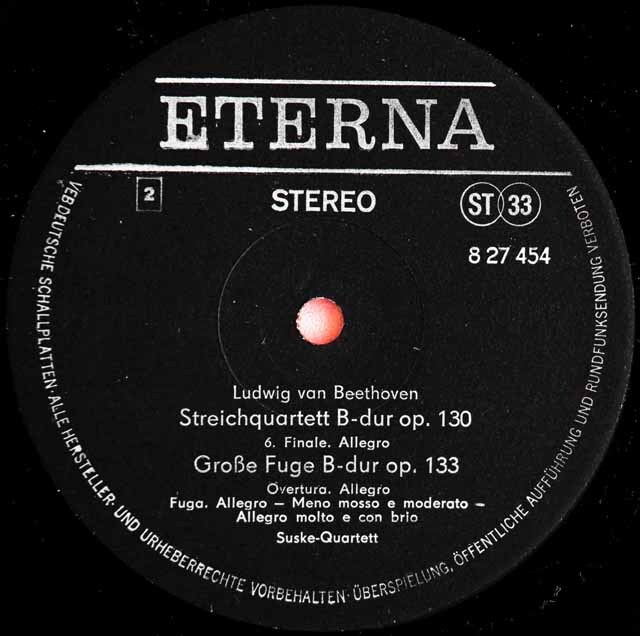 ETERNA
2
STEREO
ST 33
8 27 454
Ludwig van Beethoven
Streichquartett B-dur op. 130
6. Finale. Allegro
Große Fuge B-dur op. 133
Overtura. Allegro
Fuga. Allegro – Meno mosso e moderato –
Allegro molto e con brio
Suske-Quartett
VEB DEUTSCHE SCHALLPLATTEN · ALLE HERSTELLER- UND URHEBERRECHTE VORBEHALTEN · ÜBERSPIELUNG, ÖFFENTLICHE AUFFÜHRUNG UND RUNDFUNKSENDUNG VERBOTEN